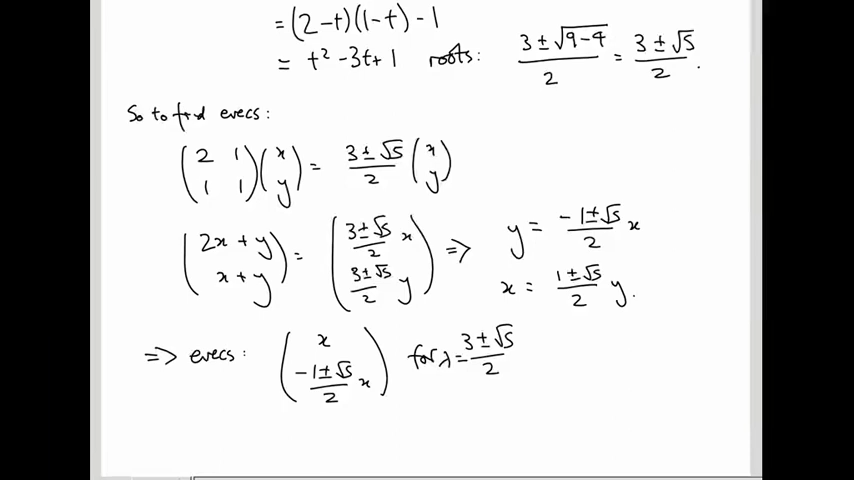 = (2-t)(1-t) - 1
= t² - 3t + 1 roots: (3 ± √(9-4))/2 = (3 ± √5)/2.
So to find evecs:
(2 1; 1 1)(x; y) = (3 ± √5)/2 (x; y)
(2x + y; x + y) = ((3 ± √5)/2 x; (3 ± √5)/2 y) => y = (-1 ± √5)/2 x
x = (1 ± √5)/2 y.
=> evecs: (x; (-1 ± √5)/2 x) for λ = (3 ± √5)/2